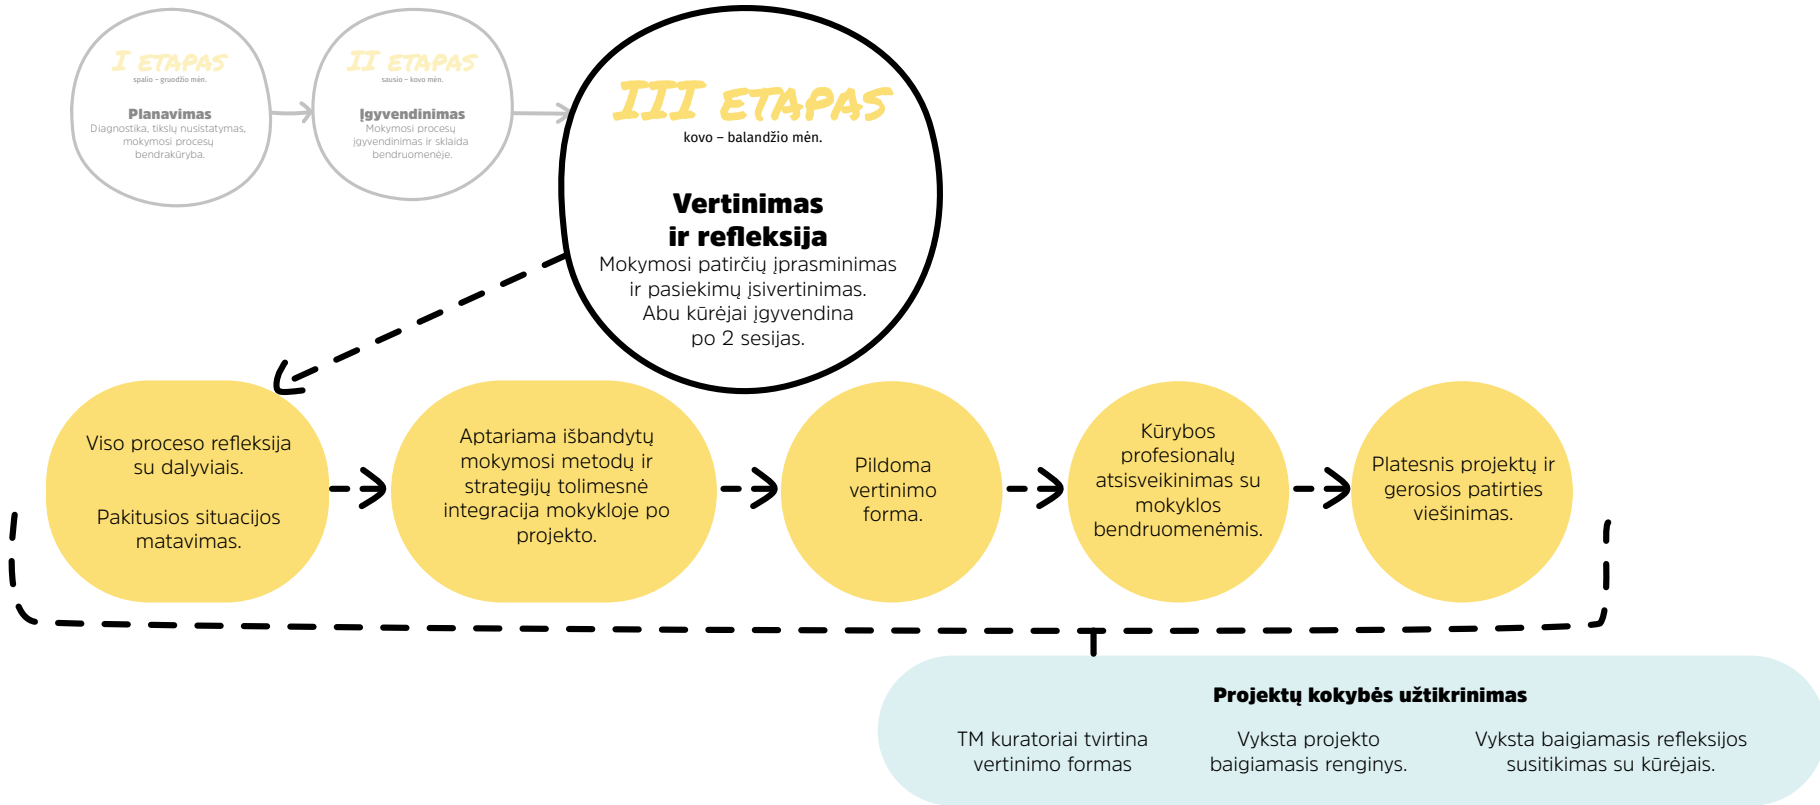 I ETAPAS
spalio – gruodžio mėn.
Planavimas
Diagnostika, tikslų nusistatymas,
mokymosi procesų
bendrakūryba.
II ETAPAS
sausio – kovo mėn.
Įgyvendinimas
Mokymosi procesų
įgyvendinimas ir sklaida
bendruomenėje.
III ETAPAS
kovo – balandžio mėn.
Vertinimas
ir refleksija
Mokymosi patirčių įprasminimas
ir pasiekimų įsivertinimas.
Abu kūrėjai įgyvendina
po 2 sesijas.
Viso proceso refleksija
su dalyviais.
Pakitusios situacijos
matavimas.
Aptariama išbandytų
mokymosi metodų ir
strategijų tolimesnė
integracija mokykloje po
projekto.
Pildoma
vertinimo
forma.
Kūrybos
profesionalų
atsisveikinimas su
mokyklos
bendruomenėmis.
Platesnis projektų ir
gerosios patirties
viešinimas.
Projektų kokybės užtikrinimas
TM kuratoriai tvirtina
vertinimo formas
Vyksta projekto
baigiamasis renginys.
Vyksta baigiamasis refleksijos
susitikimas su kūrėjais.